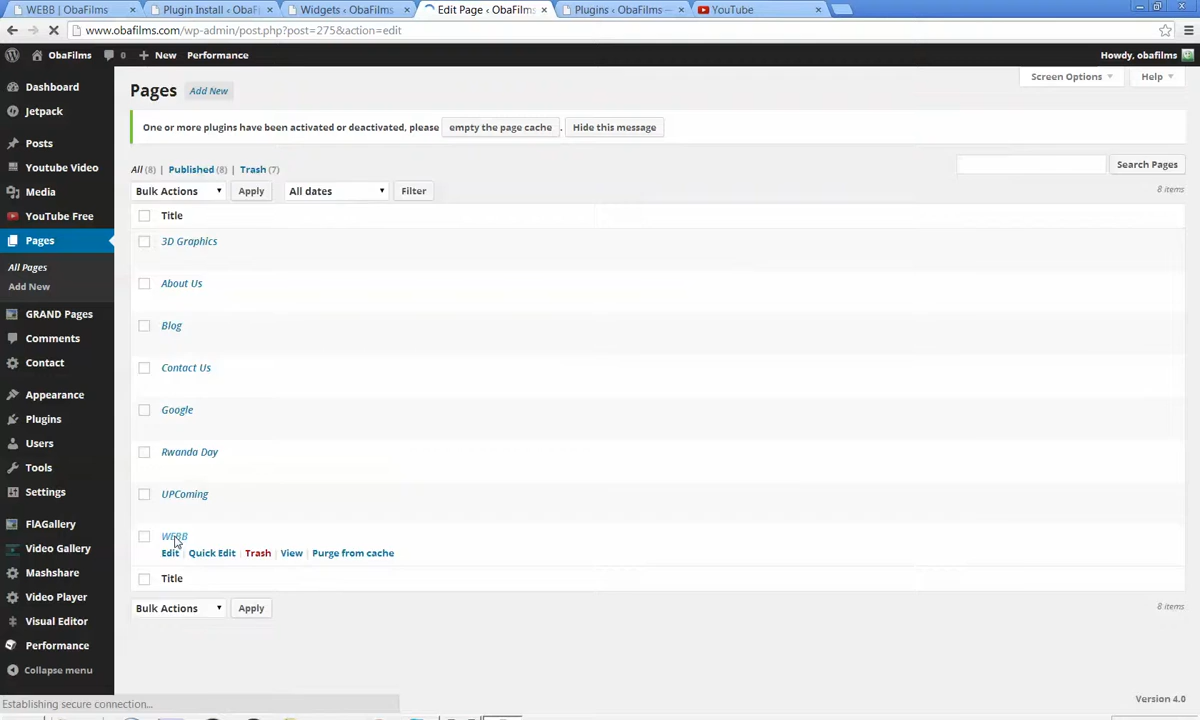 WEBB | ObaFilms
Plugin Install ‹ ObaFi
Widgets ‹ ObaFilms
Edit Page ‹ ObaFilms
Plugins ‹ ObaFilms —
YouTube
www.obafilms.com/wp-admin/post.php?post=275&action=edit
ObaFilms 0 New Performance
Howdy, obafilms
Dashboard
Jetpack
Posts
Youtube Video
Media
YouTube Free
Pages
All Pages
Add New
GRAND Pages
Comments
Contact
Appearance
Plugins
Users
Tools
Settings
FlAGallery
Video Gallery
Mashshare
Video Player
Visual Editor
Performance
Collapse menu
Screen Options Help
Pages Add New
One or more plugins have been activated or deactivated, please empty the page cache . Hide this message
All (8) | Published (8) | Trash (7)
Search Pages
Bulk Actions Apply All dates Filter
8 items
Title
3D Graphics
About Us
Blog
Contact Us
Google
Rwanda Day
UPComing
WEBB
Edit | Quick Edit | Trash | View | Purge from cache
Title
Bulk Actions Apply
8 items
Version 4.0
Establishing secure connection...